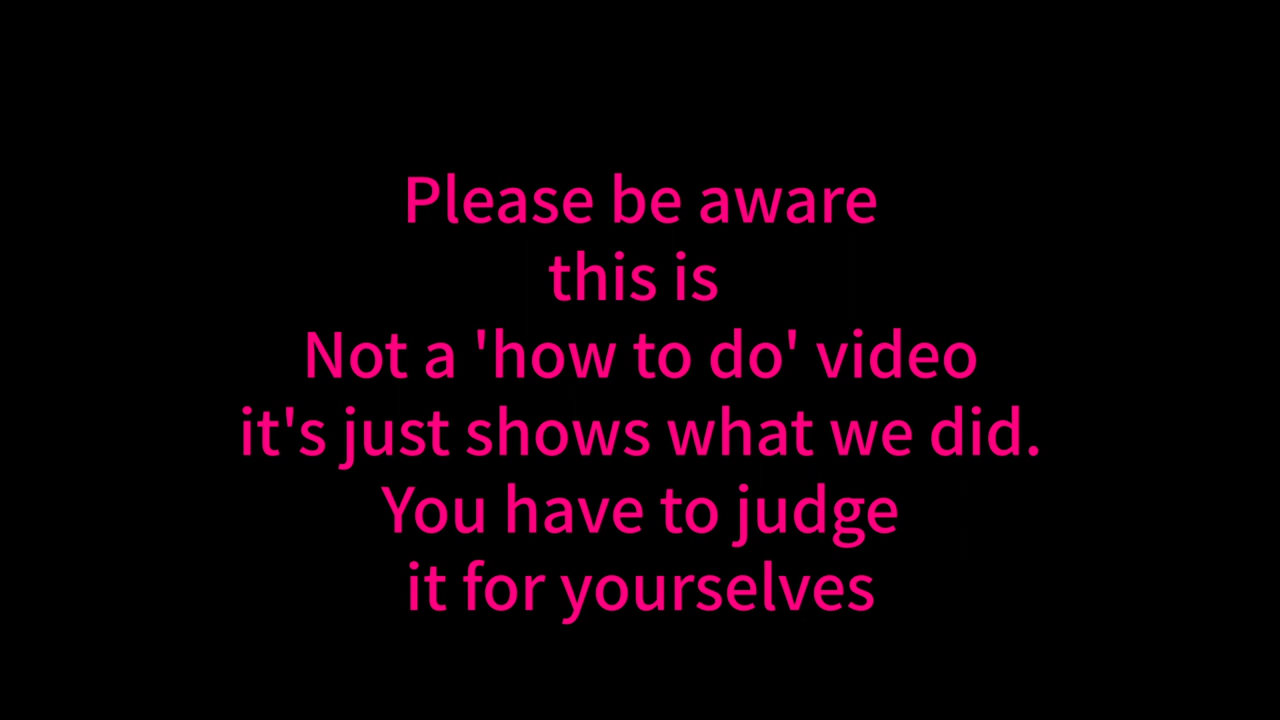 Please be aware
this is
Not a 'how to do' video
it's just shows what we did.
You have to judge
it for yourselves